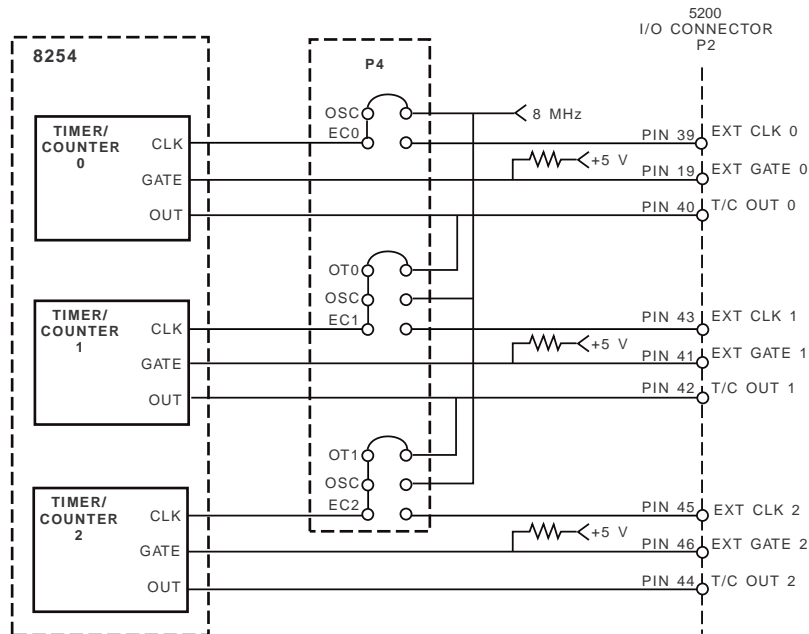 5200
I/O CONNECTOR
P2
8254
P4
OSC
8 MHz
TIMER/
COUNTER
0
CLK
EC0
PIN 39
EXT CLK 0
+5 V
GATE
PIN 19
EXT GATE 0
OUT
PIN 40
T/C OUT 0
OT0
OSC
TIMER/
COUNTER
1
CLK
EC1
PIN 43
EXT CLK 1
+5 V
GATE
PIN 41
EXT GATE 1
OUT
PIN 42
T/C OUT 1
OT1
OSC
TIMER/
COUNTER
2
CLK
EC2
PIN 45
EXT CLK 2
+5 V
GATE
PIN 46
EXT GATE 2
OUT
PIN 44
T/C OUT 2